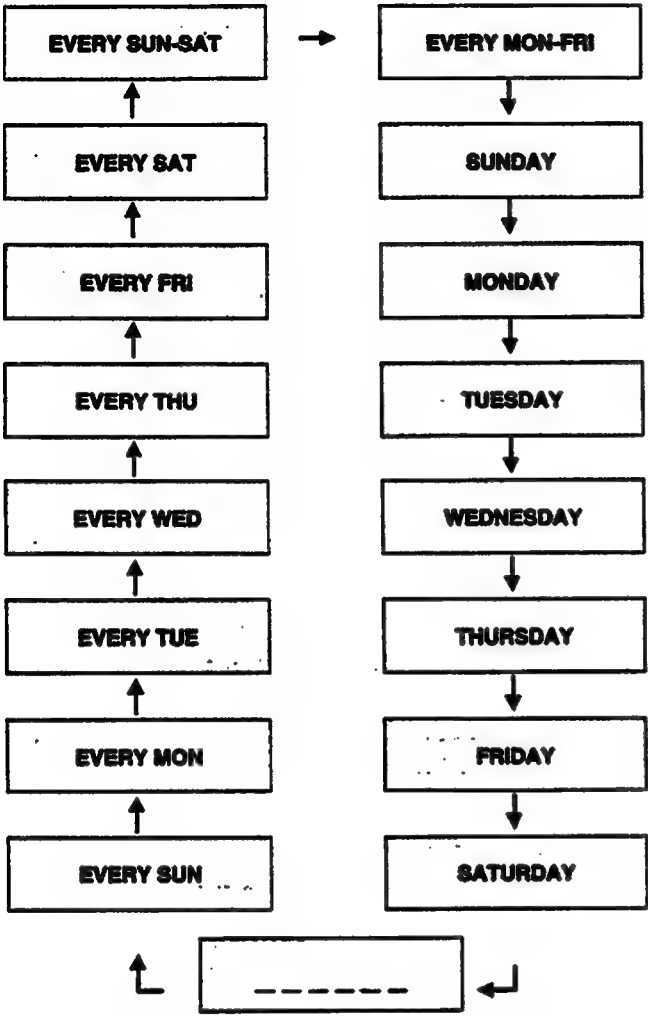 EVERY SUN-SAT
EVERY MON-FRI
EVERY SAT
SUNDAY
EVERY FRI
MONDAY
EVERY THU
TUESDAY
EVERY WED
WEDNESDAY
EVERY TUE
THURSDAY
EVERY MON
FRIDAY
EVERY SUN
SATURDAY
_ _ _ _ _ _